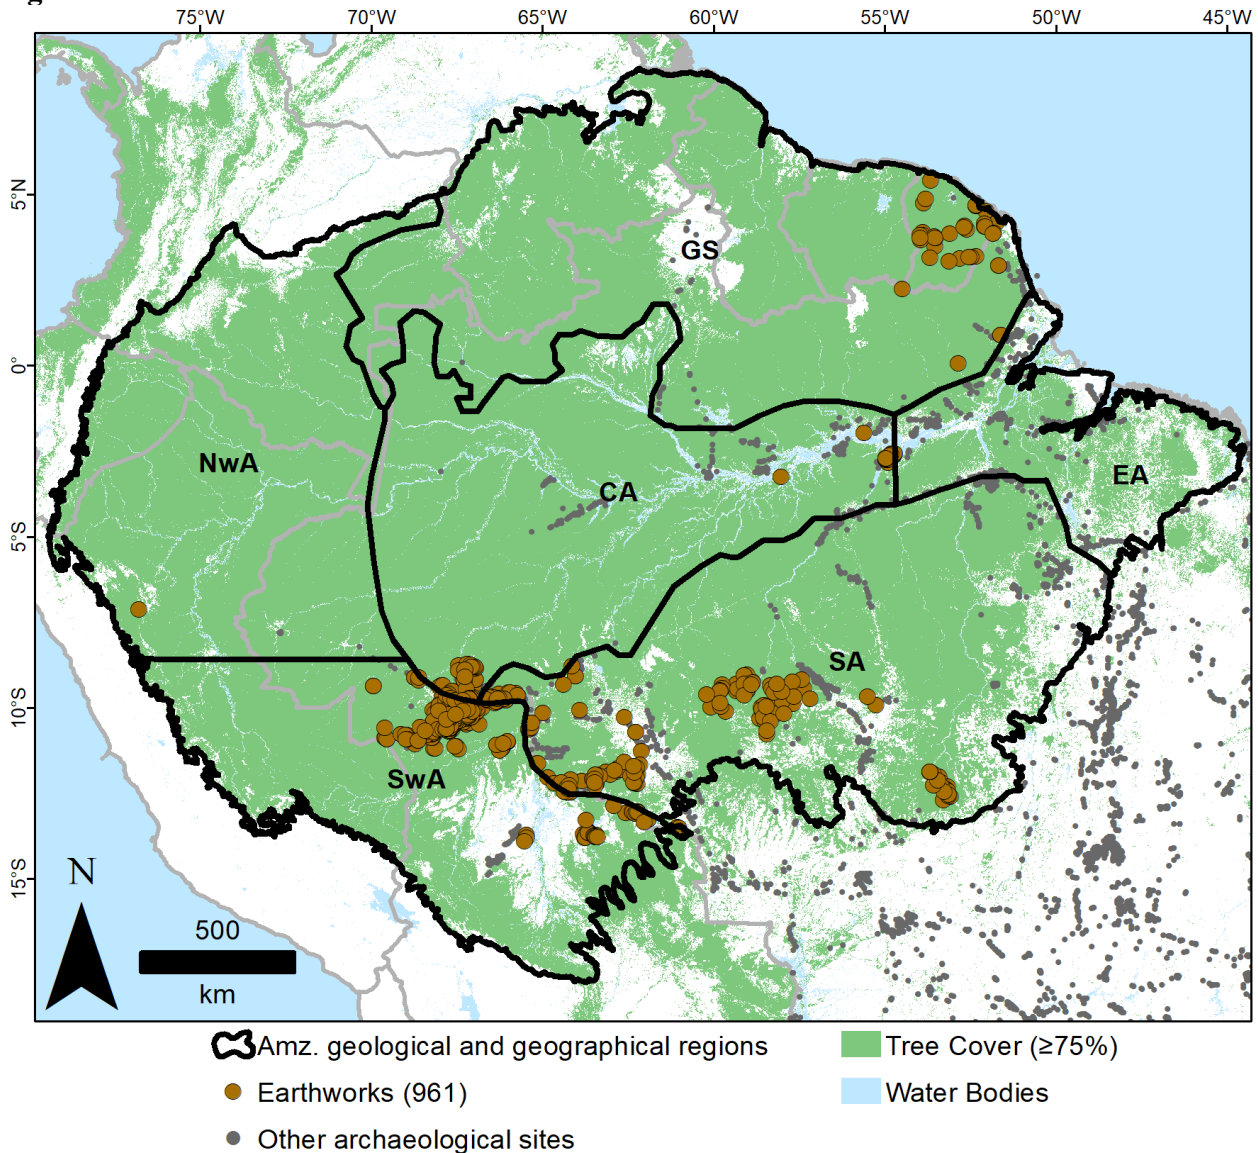 75°W 70°W 65°W 60°W 55°W 50°W 45°W
5°N
0°
5°S
10°S
15°S
GS
NwA
CA
EA
SA
SwA
N
500
km
Amz. geological and geographical regions
Earthworks (961)
Other archaeological sites
Tree Cover (≥75%)
Water Bodies